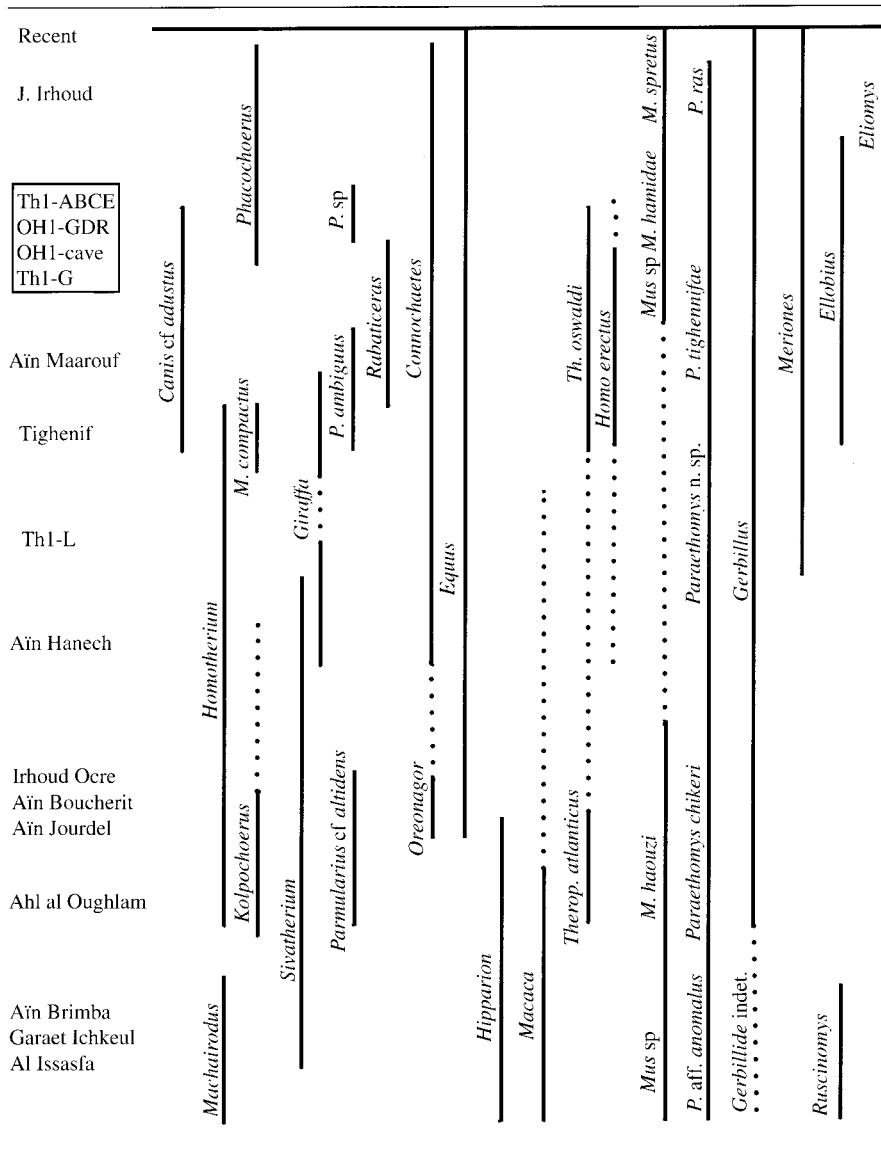 Recent
J. Irhoud
Th1-ABCE
OH1-GDR
OH1-cave
Th1-G
Aïn Maarouf
Tighenif
Th1-L
Aïn Hanech
Irhoud Ocre
Aïn Boucherit
Aïn Jourdel
Ahl al Oughlam
Aïn Brimba
Garaet Ichkeul
Al Issasfa
Canis cf adustus
Machairodus
Homotherium
Kolpochoerus
M. compactus
Phacochoerus
Sivatherium
Giraffa
Parmularius cf altidens
P. ambiguus
P. sp
Rabaticeras
Oreonagor
Connochaetes
Equus
Hipparion
Macaca
Therop. atlanticus
Th. oswaldi
Homo erectus
Mus sp
M. haouzi
Mus sp M. hamidae
M. spretus
P. aff. anomalus
Paraethomys chikeri
Paraethomys n. sp.
P. tighennifae
P. ras
Gerbillide indet.
Gerbillus
Meriones
Ruscinomys
Ellobius
Eliomys